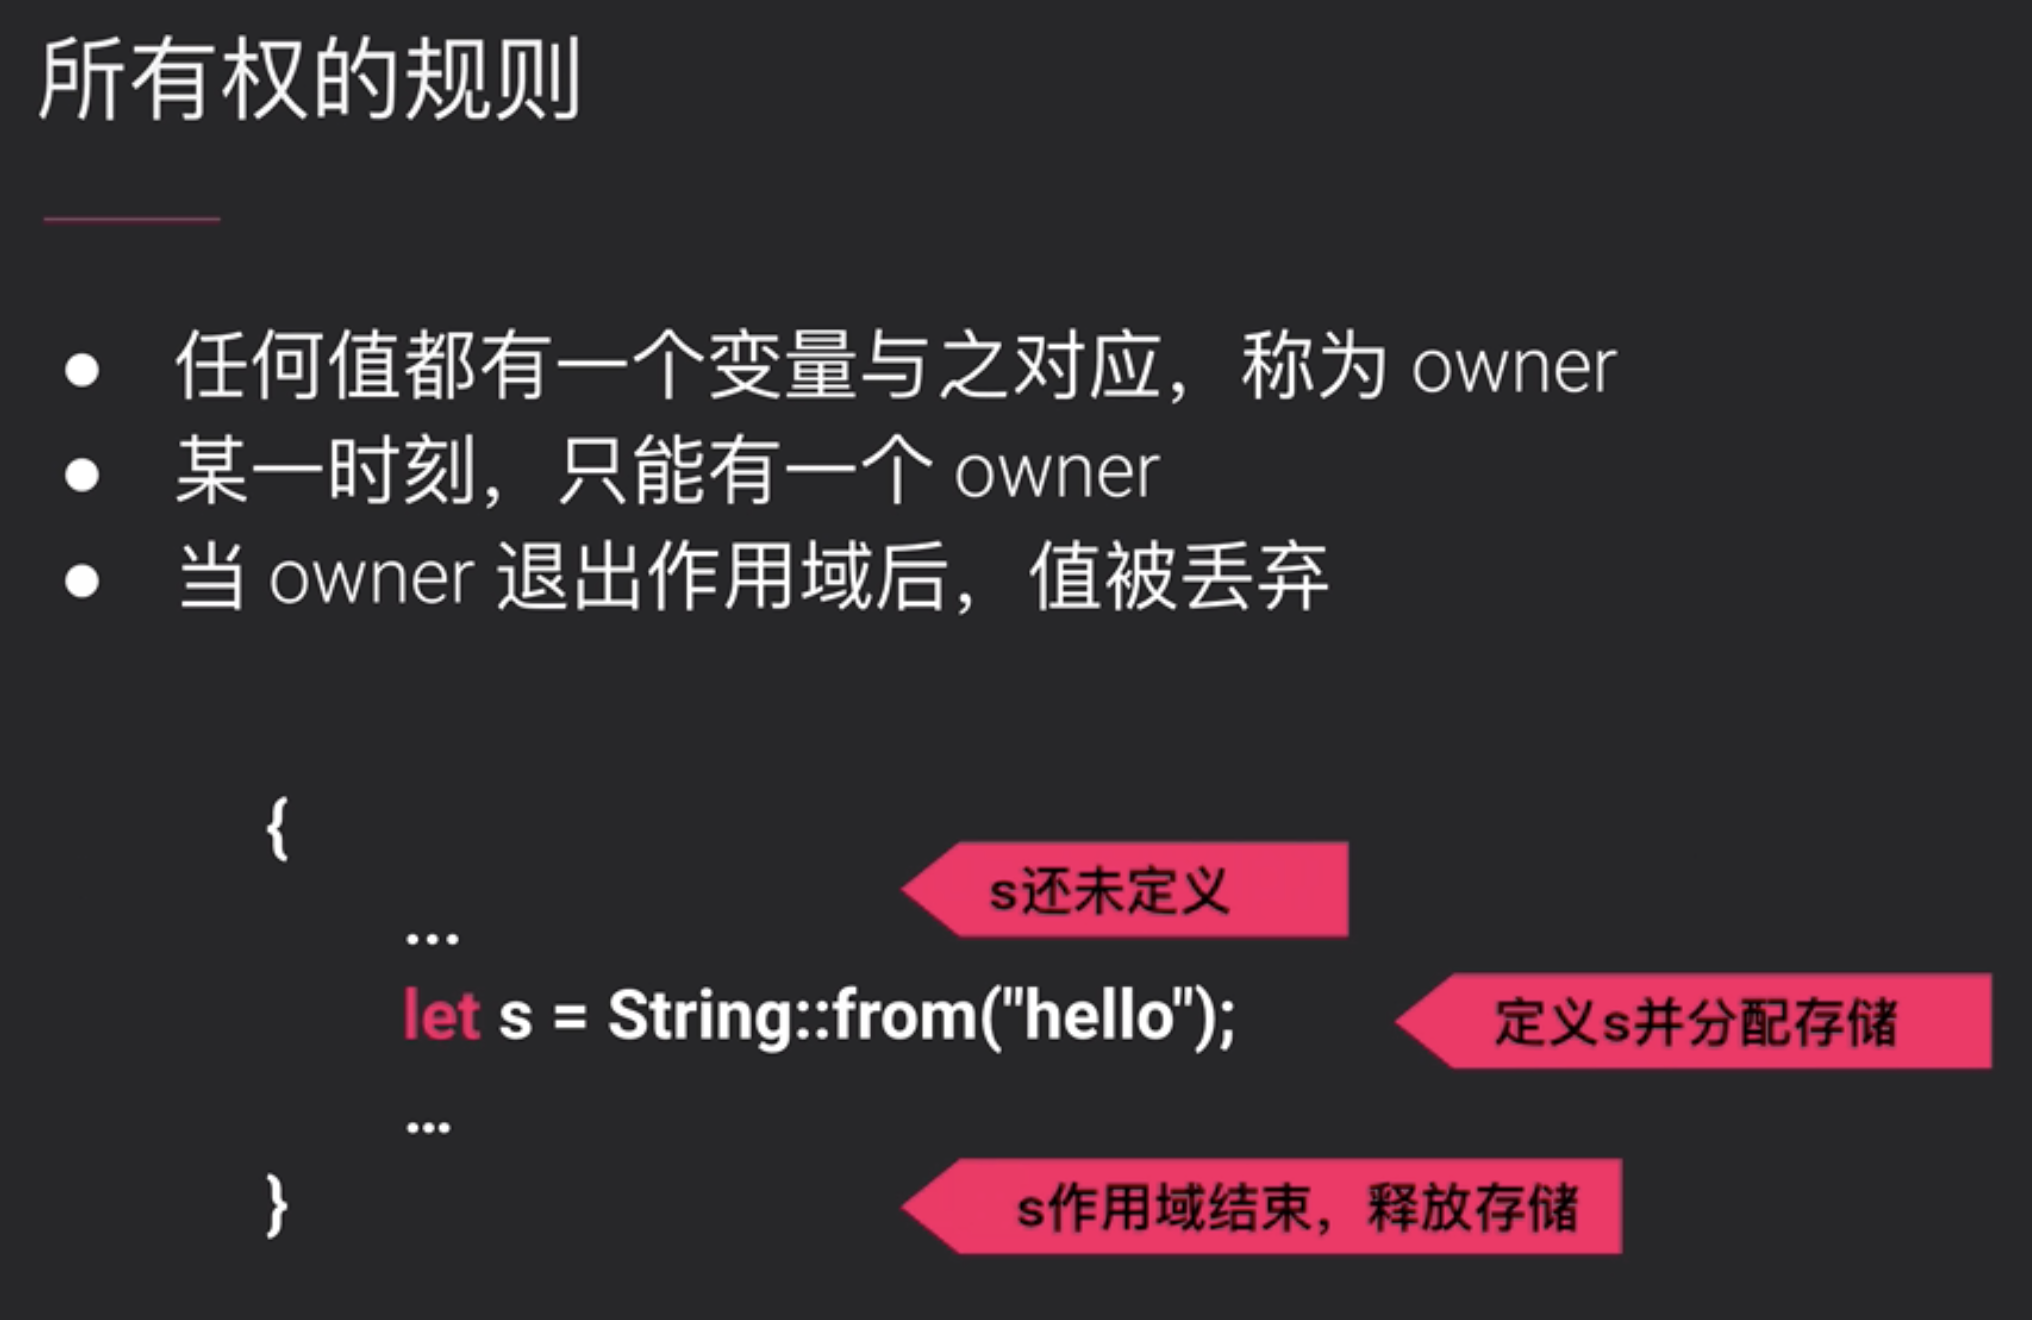 所有权的规则
● 任何值都有一个变量与之对应，称为 owner
● 某一时刻，只能有一个 owner
● 当 owner 退出作用域后，值被丢弃
{
s还未定义
...
let s = String::from("hello");
定义s并分配存储
...
}
s作用域结束，释放存储